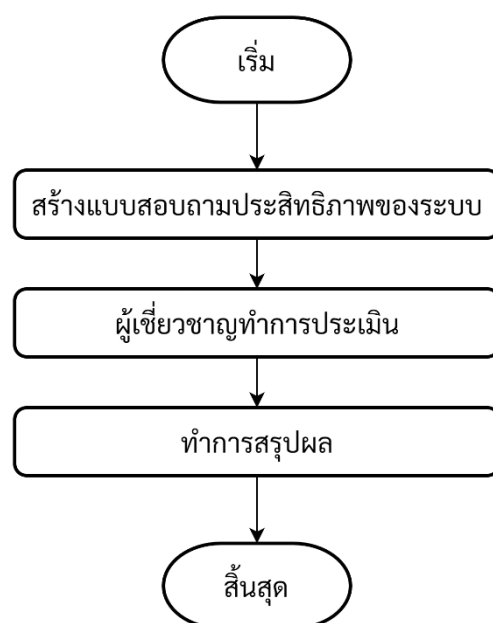 เริ่ม
สร้างแบบสอบถามประสิทธิภาพของระบบ
ผู้เชี่ยวชาญทำการประเมิน
ทำการสรุปผล
สิ้นสุด